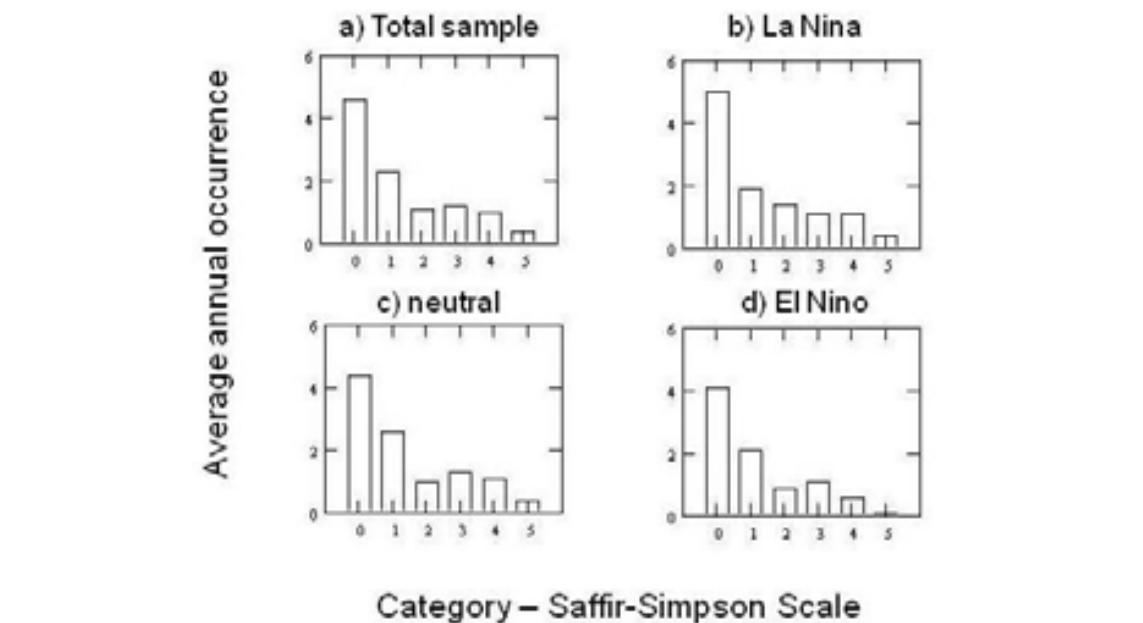 a) Total sample
b) La Nina
6
4
2
0
0 1 2 3 4 5
6
4
2
0
0 1 2 3 4 5
c) neutral
d) El Nino
6
4
2
0
0 1 2 3 4 5
6
4
2
0
0 1 2 3 4 5
Average annual occurrence
Category – Saffir-Simpson Scale